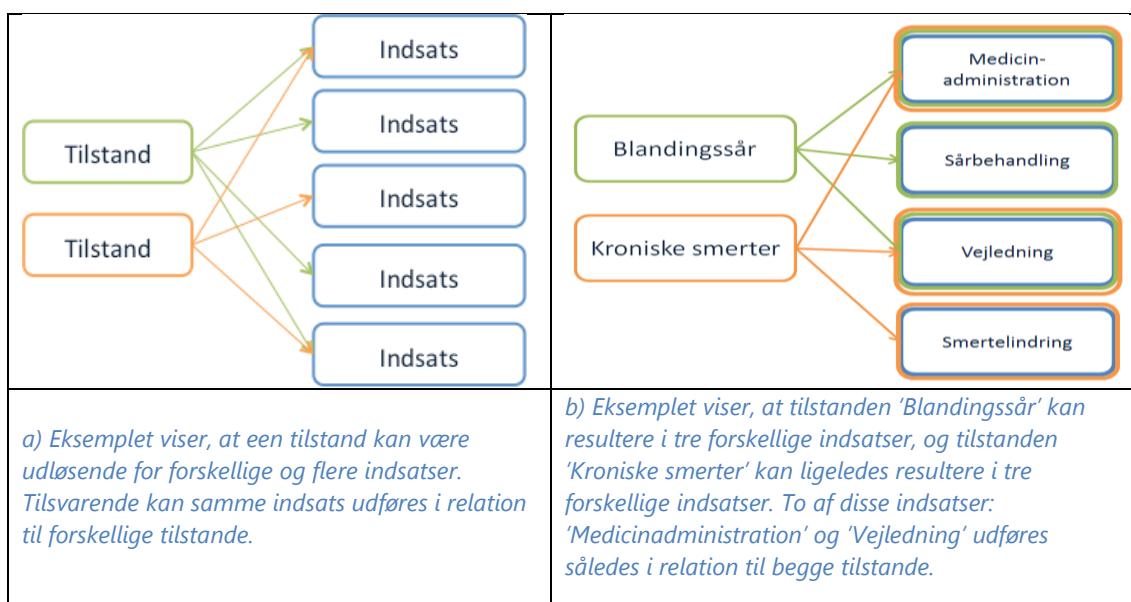 Indsats
Indsats
Tilstand
Indsats
Tilstand
Indsats
Indsats
Medicin-
administration
Blandingssår
Sårbehandling
Kroniske smerter
Vejledning
Smertelindring
a) Eksemplet viser, at een tilstand kan være
udløsende for forskellige og flere indsatser.
Tilsvarende kan samme indsats udføres i relation
til forskellige tilstande.
b) Eksemplet viser, at tilstanden ’Blandingssår’ kan
resultere i tre forskellige indsatser, og tilstanden
’Kroniske smerter’ kan ligeledes resultere i tre
forskellige indsatser. To af disse indsatser:
’Medicinadministration’ og ’Vejledning’ udføres
således i relation til begge tilstande.